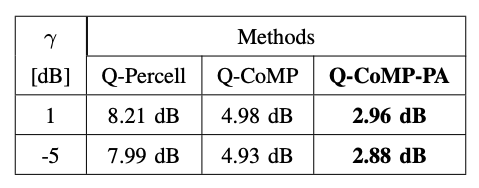 γ Methods
[dB] Q-Percell Q-CoMP Q-CoMP-PA
1 8.21 dB 4.98 dB 2.96 dB
-5 7.99 dB 4.93 dB 2.88 dB